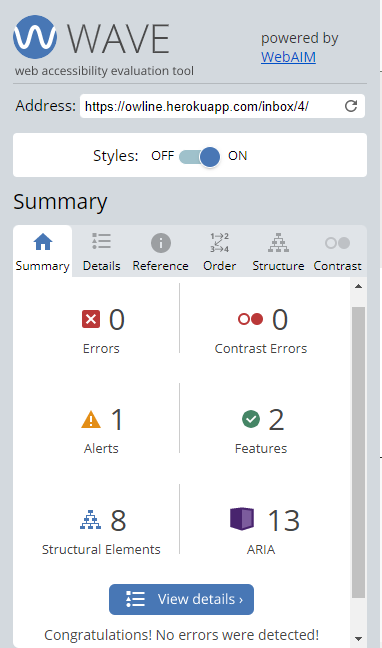 WAVE
web accessibility evaluation tool
powered by
WebAIM
Address: https://owline.herokuapp.com/inbox/4/
Styles: OFF ON
Summary
Summary Details Reference Order Structure Contrast
0 0
Errors Contrast Errors
1 2
Alerts Features
8 13
Structural Elements ARIA
View details ›
Congratulations! No errors were detected!